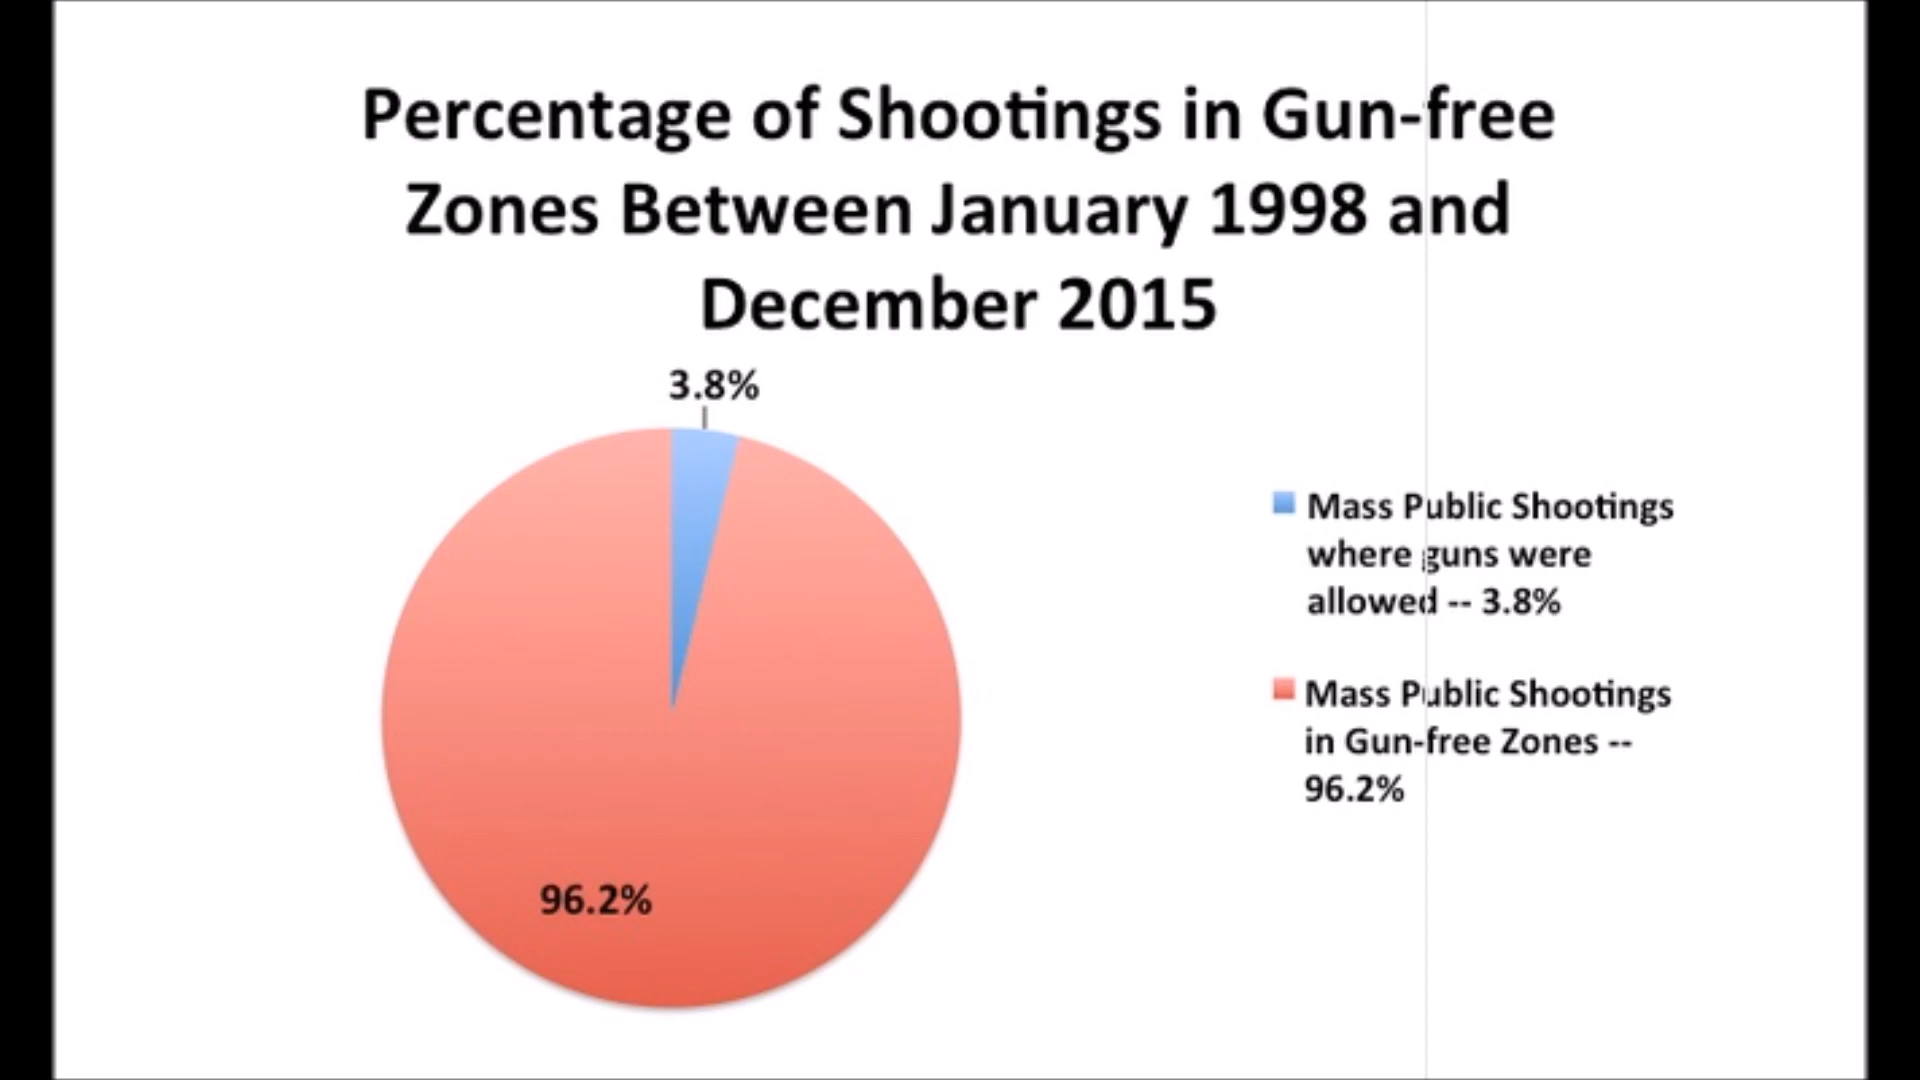 Percentage of Shootings in Gun-free
Zones Between January 1998 and
December 2015
3.8%
Mass Public Shootings
where guns were
allowed -- 3.8%
Mass Public Shootings
in Gun-free Zones --
96.2%
96.2%